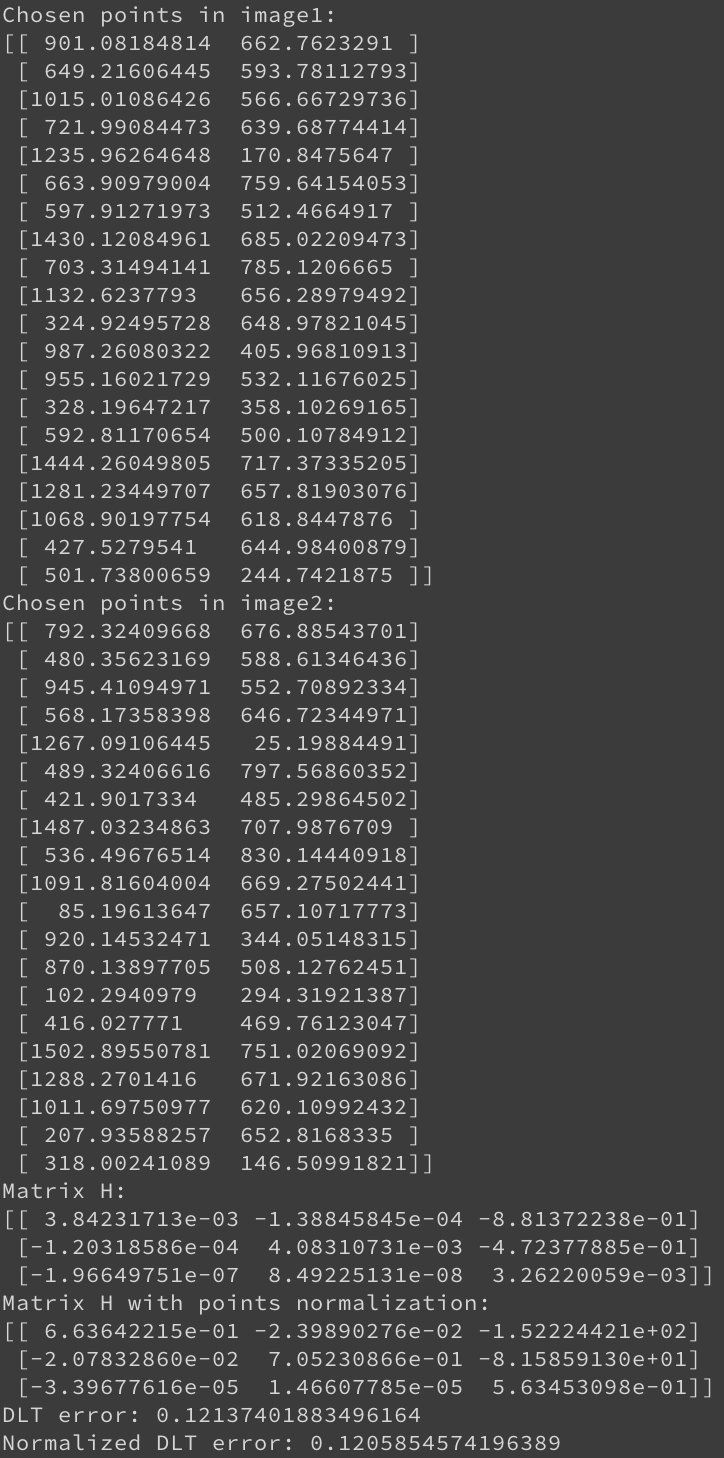 Chosen points in image1:
[[ 901.08184814  662.7623291 ]
 [ 649.21606445  593.78112793]
 [1015.01086426  566.66729736]
 [ 721.99084473  639.68774414]
 [1235.96264648  170.8475647 ]
 [ 663.90979004  759.64154053]
 [ 597.91271973  512.4664917 ]
 [1430.12084961  685.02209473]
 [ 703.31494141  785.1206665 ]
 [1132.6237793   656.28979492]
 [ 324.92495728  648.97821045]
 [ 987.26080322  405.96810913]
 [ 955.16021729  532.11676025]
 [ 328.19647217  358.10269165]
 [ 592.81170654  500.10784912]
 [1444.26049805  717.37335205]
 [1281.23449707  657.81903076]
 [1068.90197754  618.8447876 ]
 [ 427.5279541   644.98400879]
 [ 501.73800659  244.7421875 ]]
Chosen points in image2:
[[ 792.32409668  676.88543701]
 [ 480.35623169  588.61346436]
 [ 945.41094971  552.70892334]
 [ 568.17358398  646.72344971]
 [1267.09106445   25.19884491]
 [ 489.32406616  797.56860352]
 [ 421.9017334   485.29864502]
 [1487.03234863  707.9876709 ]
 [ 536.49676514  830.14440918]
 [1091.81604004  669.27502441]
 [  85.19613647  657.10717773]
 [ 920.14532471  344.05148315]
 [ 870.13897705  508.12762451]
 [ 102.2940979   294.31921387]
 [ 416.027771    469.76123047]
 [1502.89550781  751.02069092]
 [1288.2701416   671.92163086]
 [1011.69750977  620.10992432]
 [ 207.93588257  652.8168335 ]
 [ 318.00241089  146.50991821]]
Matrix H:
[[ 3.84231713e-03 -1.38845845e-04 -8.81372238e-01]
 [-1.20318586e-04  4.08310731e-03 -4.72377885e-01]
 [-1.96649751e-07  8.49225131e-08  3.26220059e-03]]
Matrix H with points normalization:
[[ 6.63642215e-01 -2.39890276e-02 -1.52224421e+02]
 [-2.07832860e-02  7.05230866e-01 -8.15859130e+01]
 [-3.39677616e-05  1.46607785e-05  5.63453098e-01]]
DLT error: 0.12137401883496164
Normalized DLT error: 0.1205854574196389